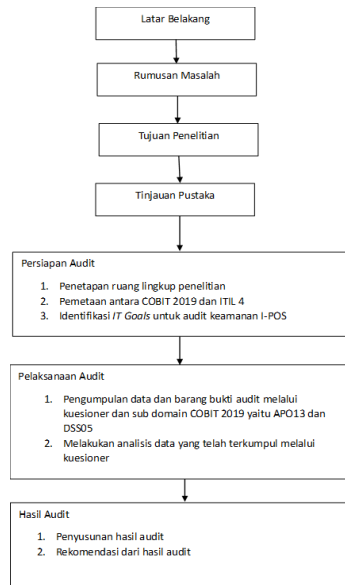 Latar Belakang
Rumusan Masalah
Tujuan Penelitian
Tinjauan Pustaka
Persiapan Audit
1. Penetapan ruang lingkup penelitian
2. Pemetaan antara COBIT 2019 dan ITIL 4
3. Identifikasi IT Goals untuk audit keamanan I-POS
Pelaksanaan Audit
1. Pengumpulan data dan barang bukti audit melalui
kuesioner dan sub domain COBIT 2019 yaitu APO13 dan
DSS05
2. Melakukan analisis data yang telah terkumpul melalui
kuesioner
Hasil Audit
1. Penyusunan hasil audit
2. Rekomendasi dari hasil audit